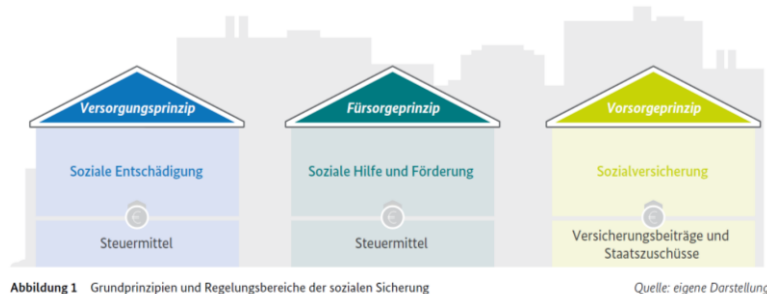 Versorgungsprinzip
Fürsorgeprinzip
Vorsorgeprinzip
Soziale Entschädigung
Soziale Hilfe und Förderung
Sozialversicherung
€
€
€
Steuermittel
Steuermittel
Versicherungsbeiträge und
Staatszuschüsse
Abbildung 1 Grundprinzipien und Regelungsbereiche der sozialen Sicherung
Quelle: eigene Darstellung